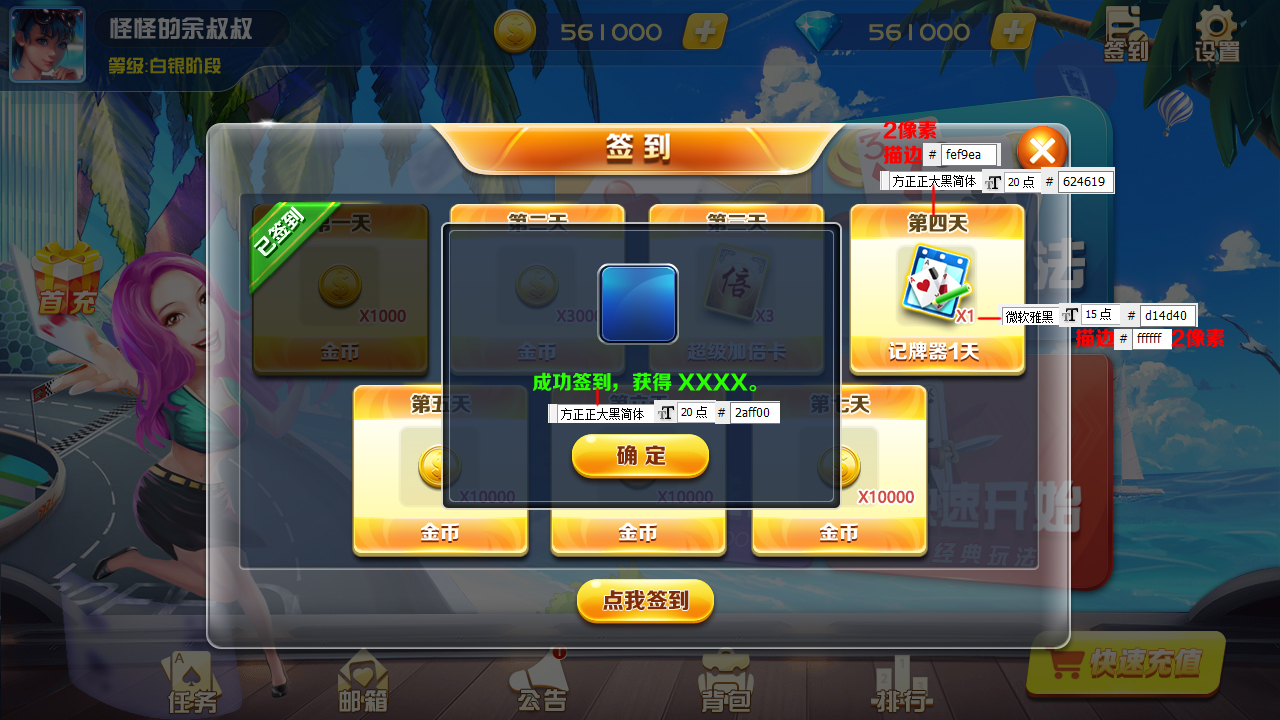 怪怪的余叔叔
等级:白银阶段
561000
561000
签到
设置
签到
2像素
描边 # fef9ea
方正正大黑简体 T 20 点 # 624619
已签到
第一天
第二天
第三天
第四天
首充
倍
法
X1000
X3000
X3
X1
微软雅黑 T 15 点 # d14d40
描边 # ffffff 2像素
金币
金币
超级加倍卡
记牌器1天
成功签到，获得 XXXX。
方正正大黑简体 T 20 点 # 2aff00
确定
第五天
第六天
第七天
X10000
X10000
X10000
金币
金币
金币
快速开始
经典玩法
点我签到
任务
邮箱
公告
背包
排行
快速充值